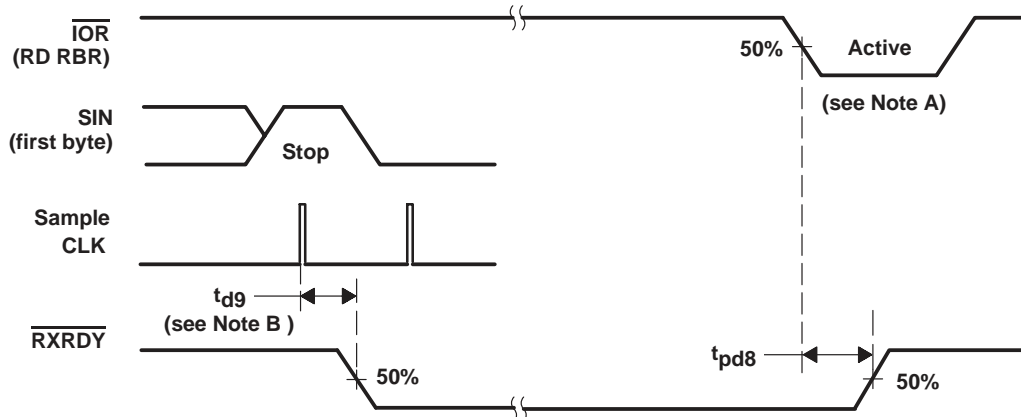 IOR
(RD RBR)
50%
Active
(see Note A)
SIN
(first byte)
Stop
Sample
CLK
td9
(see Note B )
RXRDY
50%
tpd8
50%